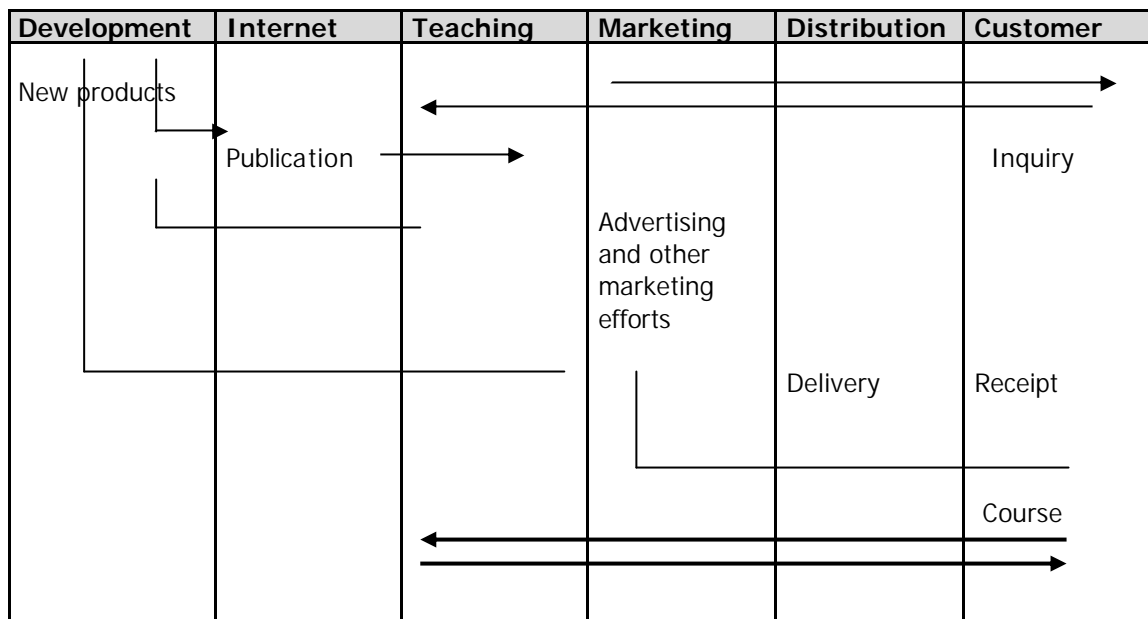 Development Internet Teaching Marketing Distribution Customer
New products
Publication
Inquiry
Advertising
and other
marketing
efforts
Delivery
Receipt
Course